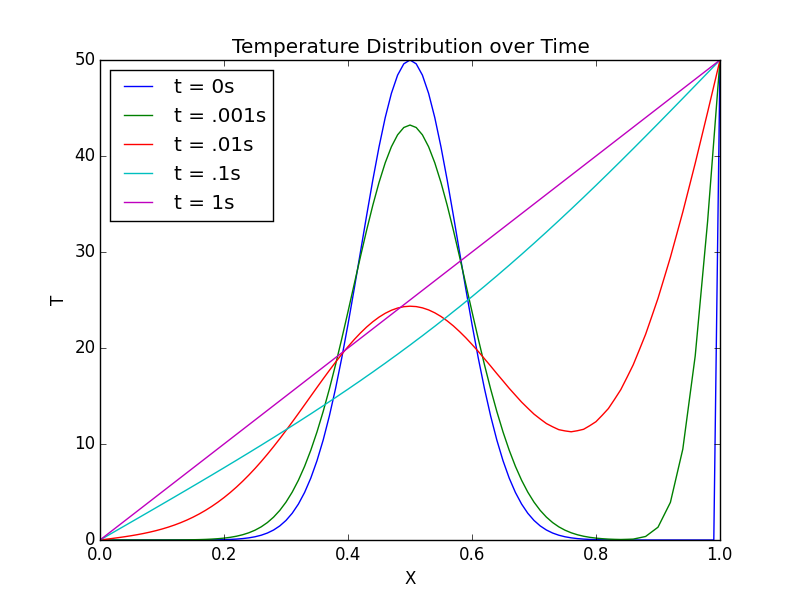 Temperature Distribution over Time
50
40
30
20
10
0
T
t = 0s
t = .001s
t = .01s
t = .1s
t = 1s
0.0 0.2 0.4 0.6 0.8 1.0
X